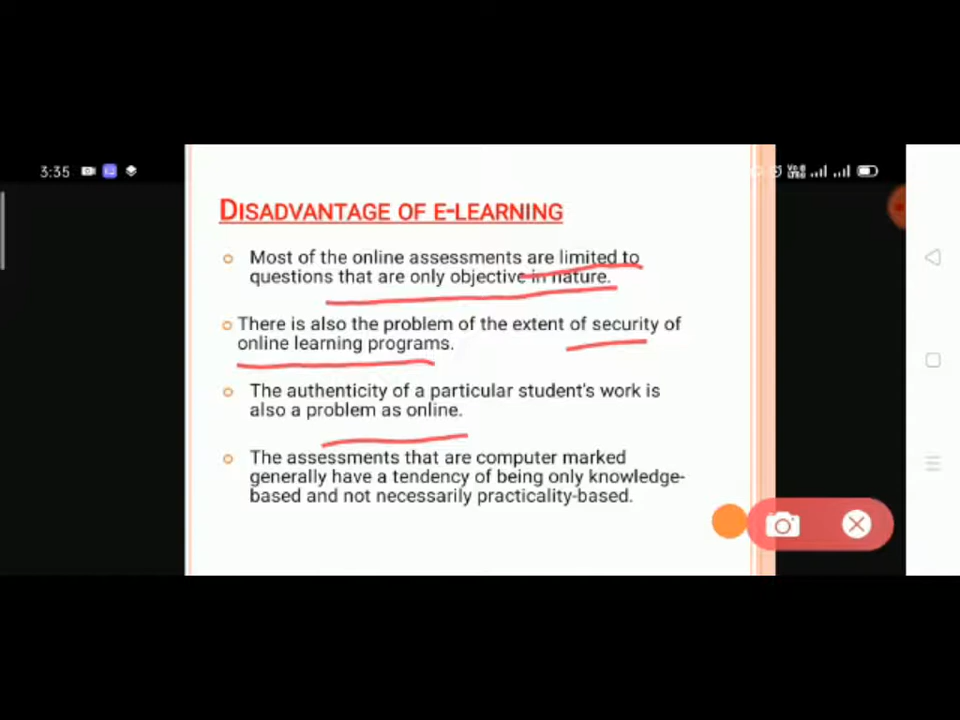 3:35
DISADVANTAGE OF E-LEARNING
Most of the online assessments are limited to
questions that are only objective in nature.
There is also the problem of the extent of security of
online learning programs.
The authenticity of a particular student's work is
also a problem as online.
The assessments that are computer marked
generally have a tendency of being only knowledge-
based and not necessarily practicality-based.